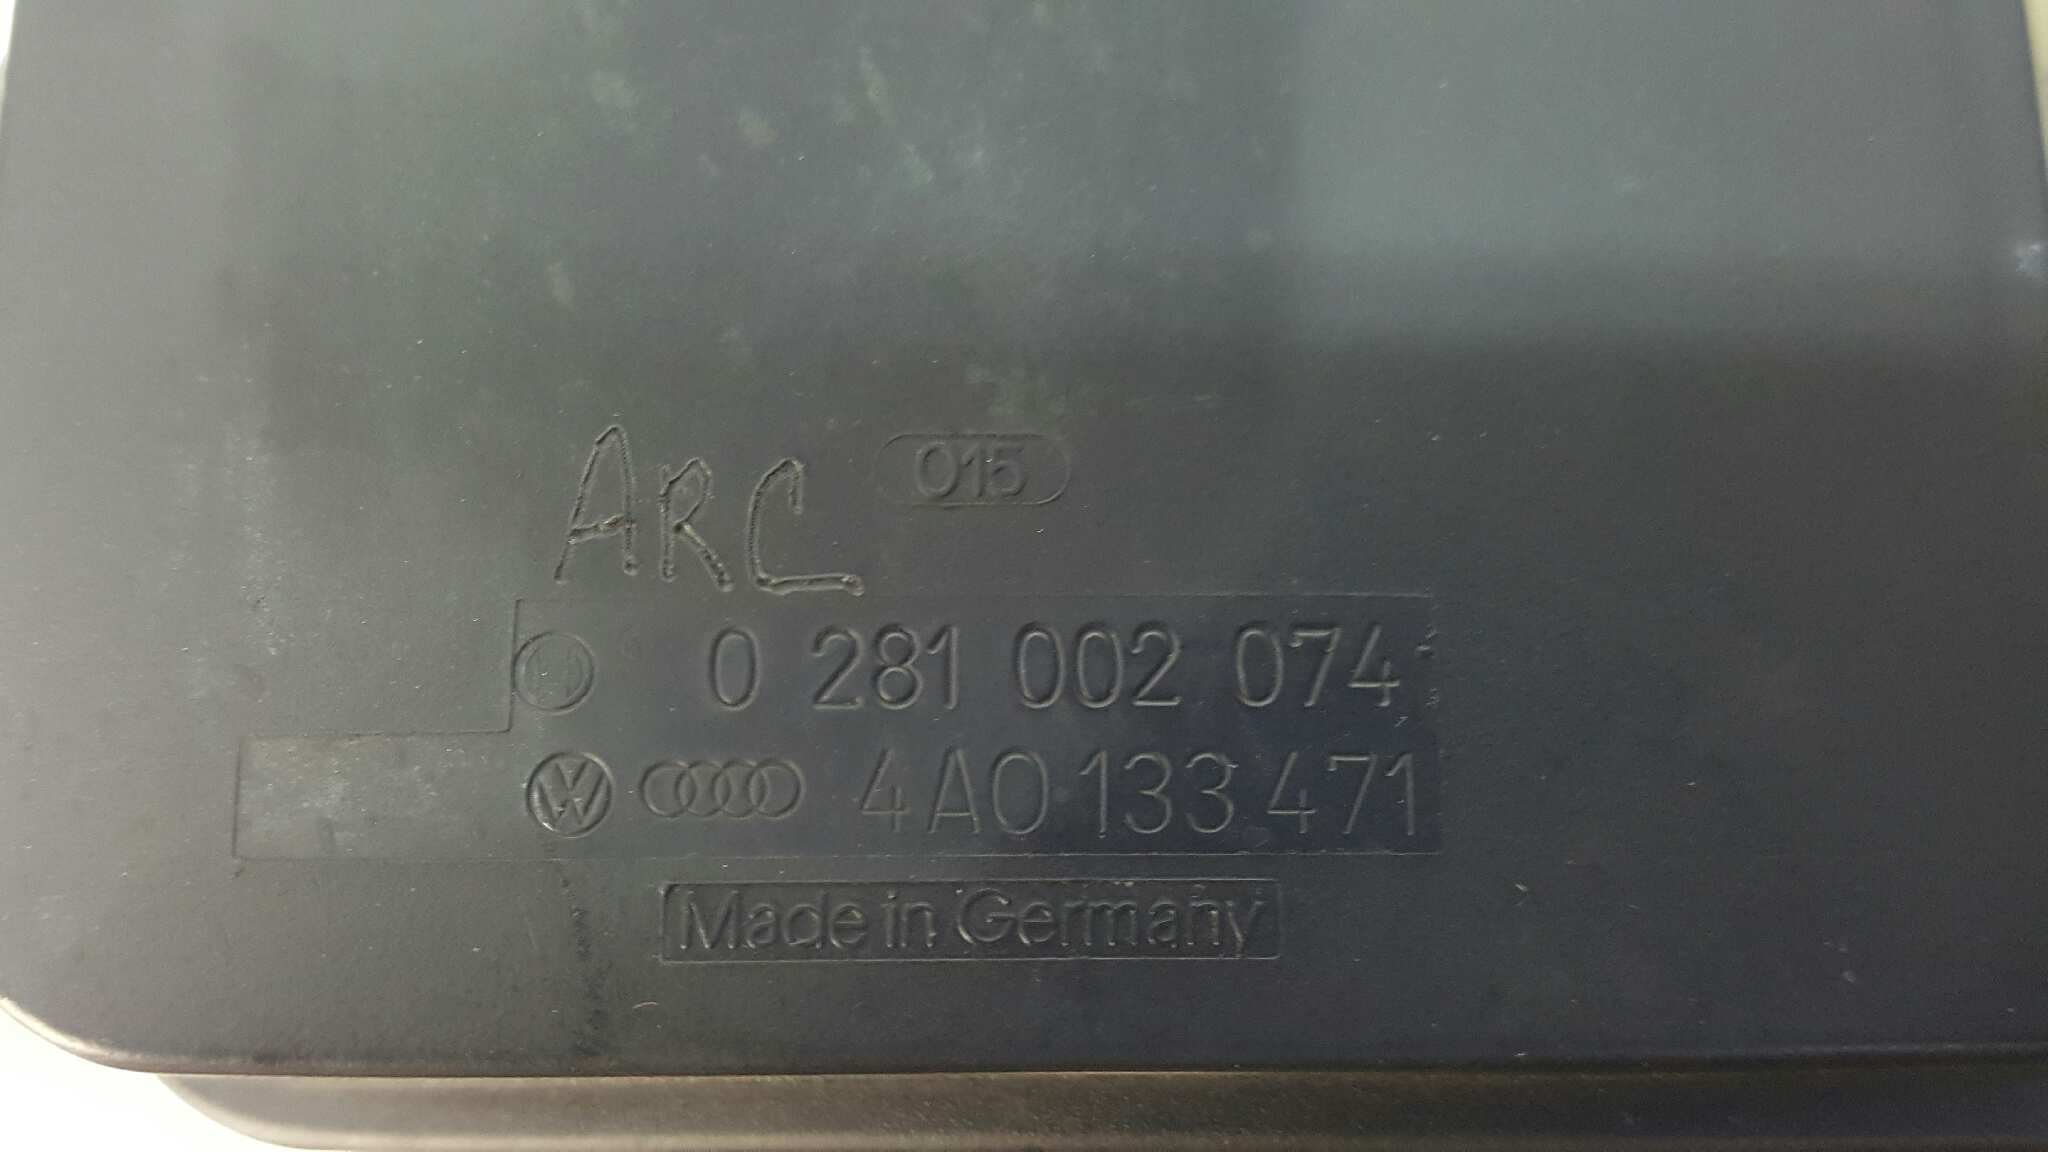 ARC
015
0 281 002 074
4A0 133 471
Made in Germany